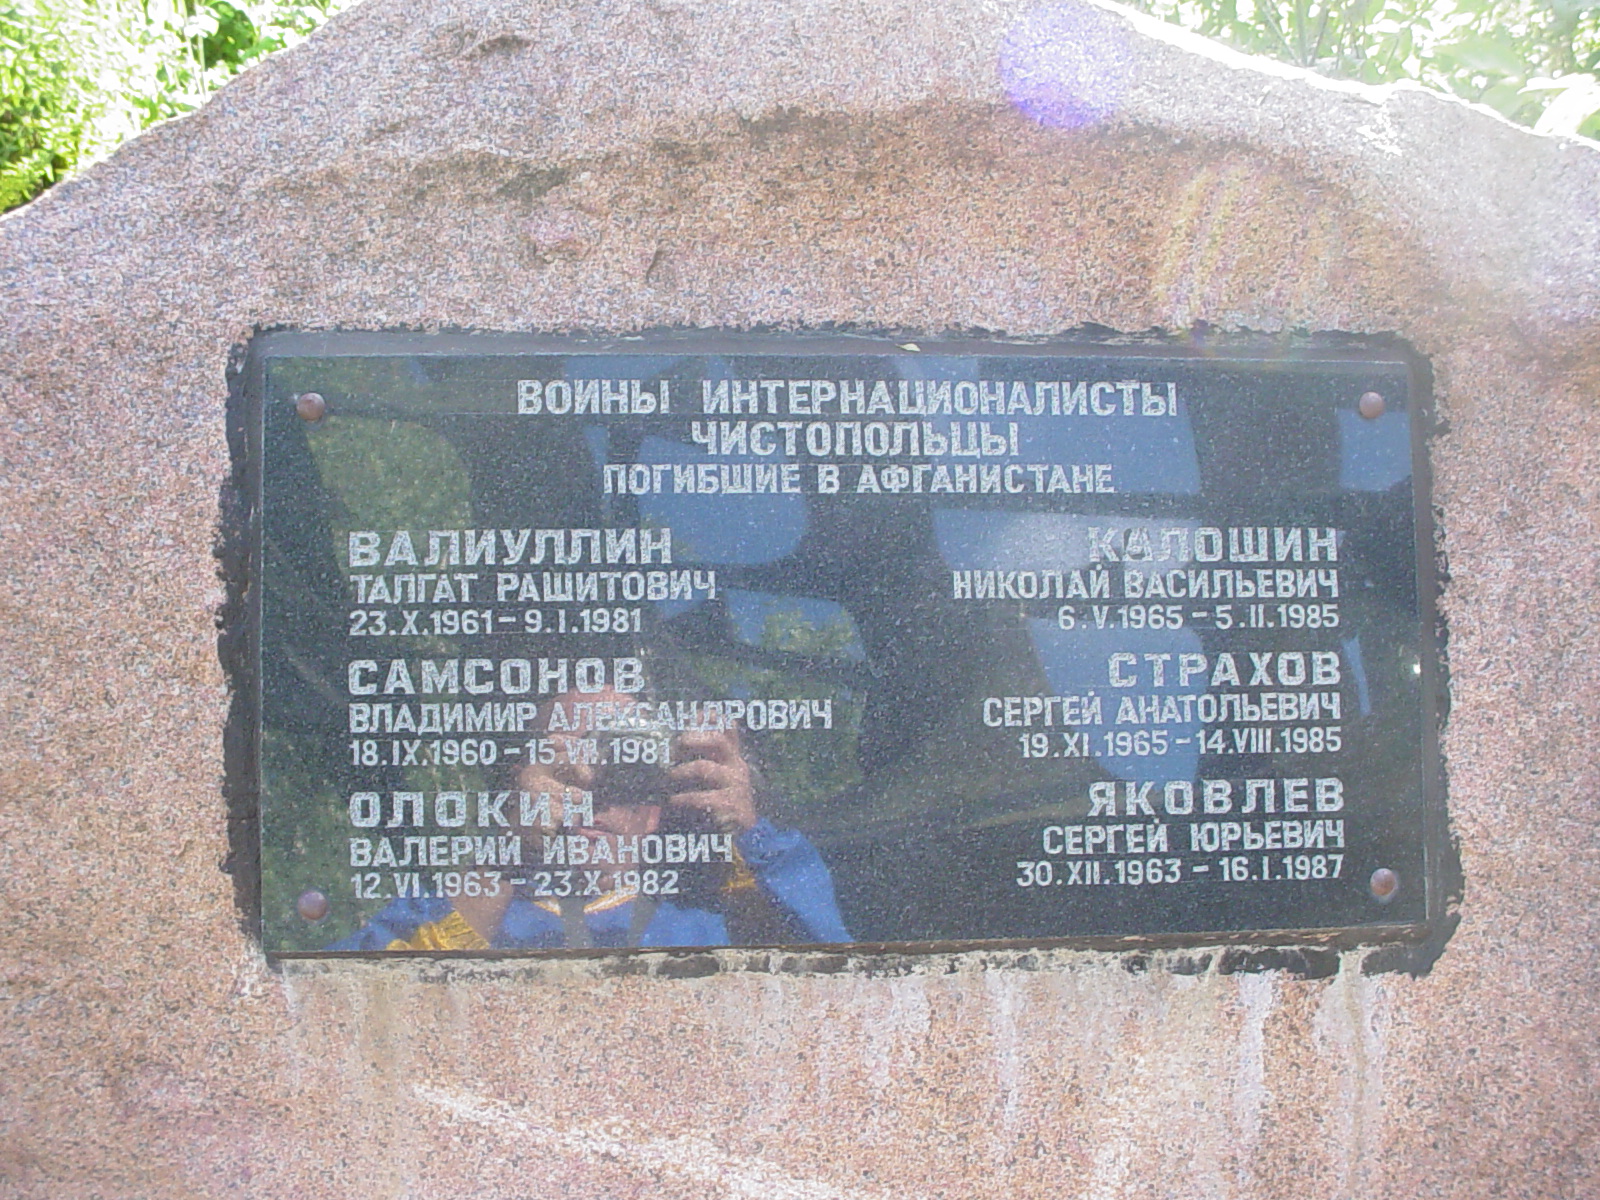 ВОИНЫ ИНТЕРНАЦИОНАЛИСТЫ
ЧИСТОПОЛЬЦЫ
ПОГИБШИЕ В АФГАНИСТАНЕ
ВАЛИУЛЛИН
ТАЛГАТ РАШИТОВИЧ
23.X.1961 - 9.I.1981
САМСОНОВ
ВЛАДИМИР АЛЕКСАНДРОВИЧ
18.IX.1960 - 15.VII.1981
ОЛОКИН
ВАЛЕРИЙ ИВАНОВИЧ
12.VI.1963 - 23.X.1982
КАЛОШИН
НИКОЛАЙ ВАСИЛЬЕВИЧ
6.V.1965 - 5.II.1985
СТРАХОВ
СЕРГЕЙ АНАТОЛЬЕВИЧ
19.XI.1965 - 14.VIII.1985
ЯКОВЛЕВ
СЕРГЕЙ ЮРЬЕВИЧ
30.XII.1963 - 16.I.1987